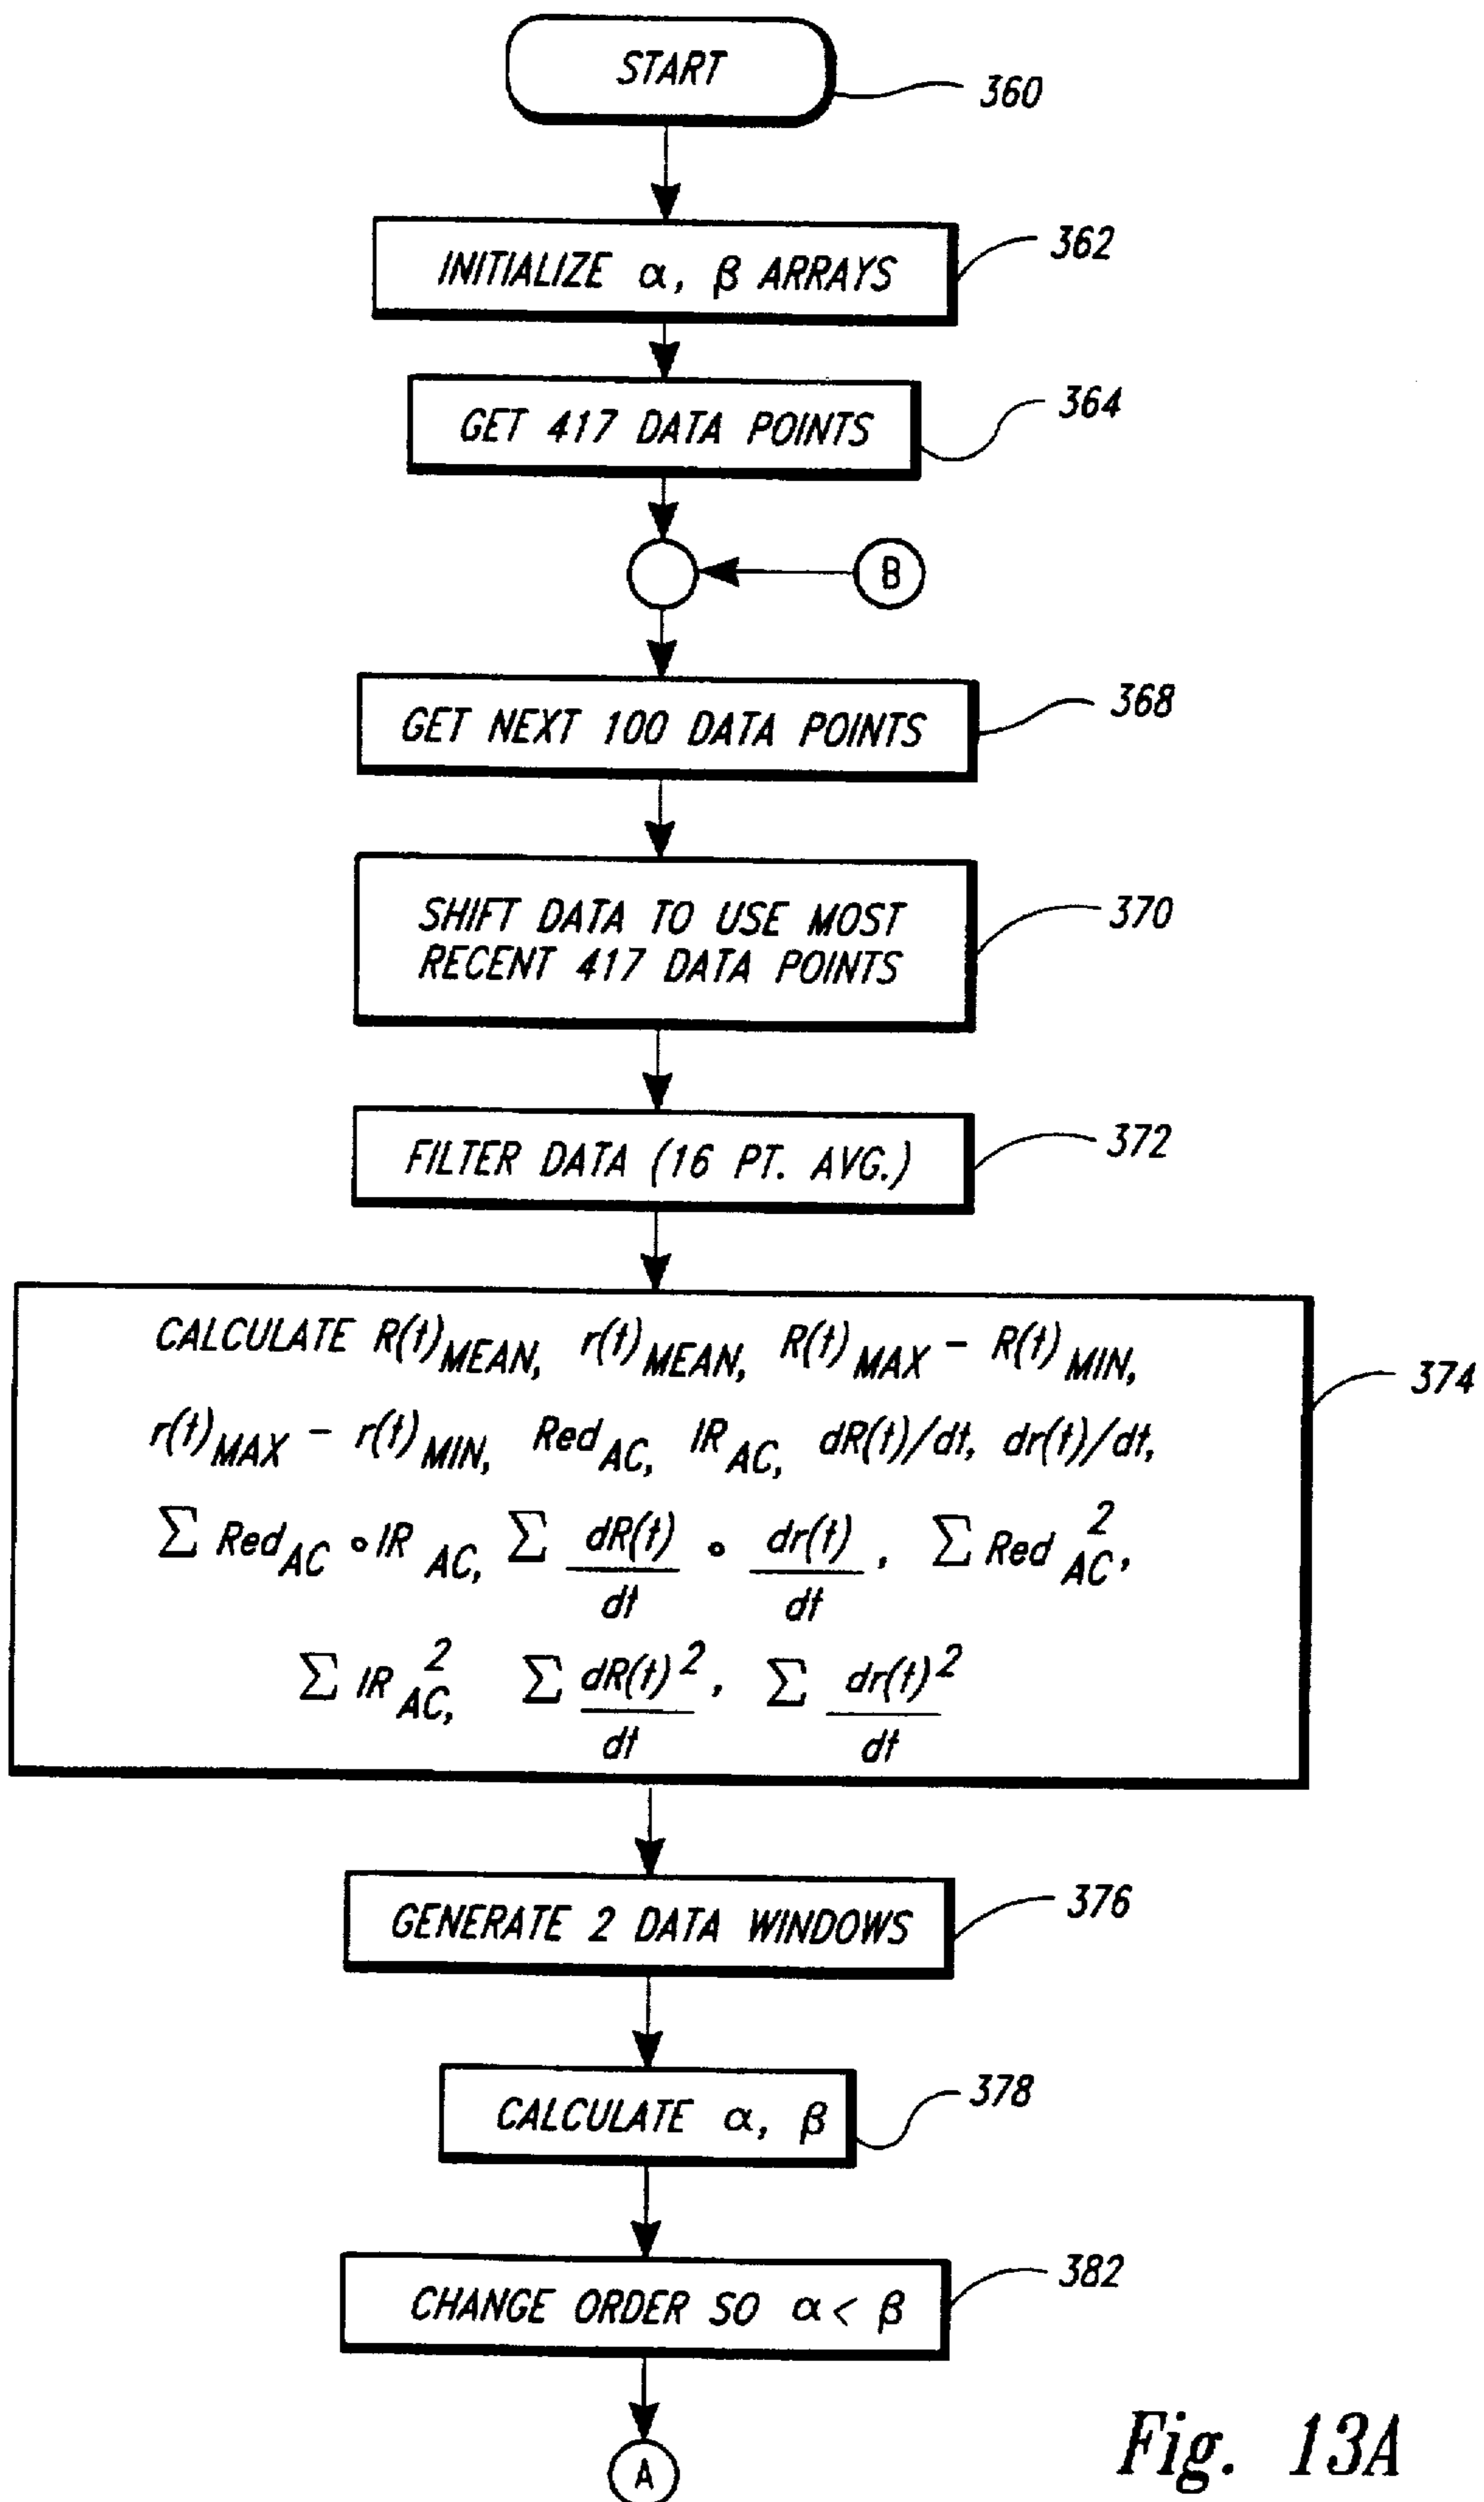 START
360
INITIALIZE α, β ARRAYS
362
GET 417 DATA POINTS
364
B
GET NEXT 100 DATA POINTS
368
SHIFT DATA TO USE MOST
RECENT 417 DATA POINTS
370
FILTER DATA (16 PT. AVG.)
372
CALCULATE R(t)MEAN, r(t)MEAN, R(t)MAX – R(t)MIN,
374
r(t)MAX – r(t)MIN, RedAC, IRAC, dR(t)/dt, dr(t)/dt,
∑ RedAC ∘ IRAC, ∑ dR(t)/dt ∘ dr(t)/dt, ∑ RedAC²,
∑ IRAC², ∑ dR(t)²/dt, ∑ dr(t)²/dt
GENERATE 2 DATA WINDOWS
376
CALCULATE α, β
378
CHANGE ORDER SO α < β
382
A
Fig. 13A